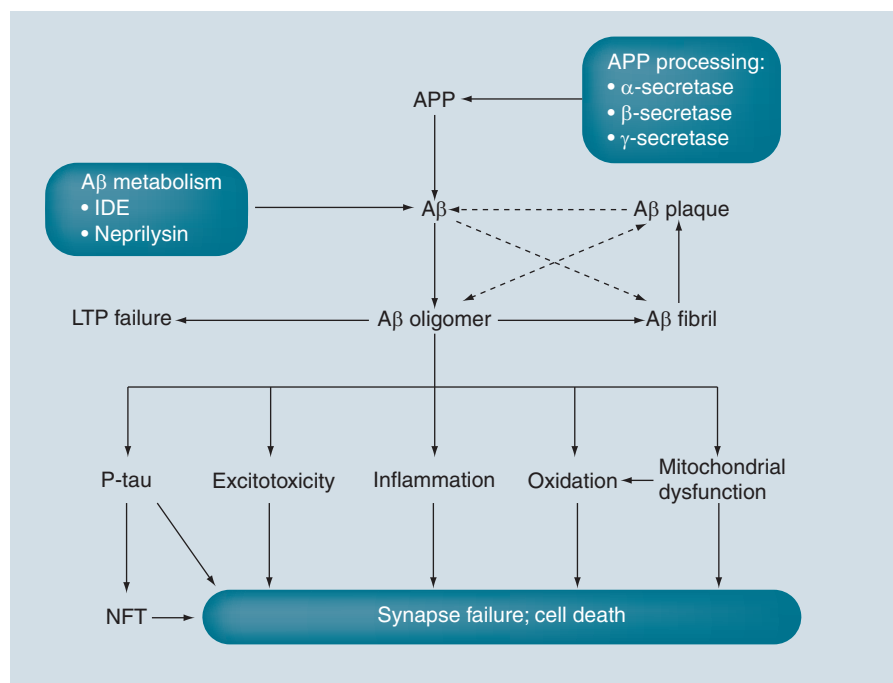 APP processing:
• α-secretase
• β-secretase
• γ-secretase
APP
Aβ metabolism
• IDE
• Neprilysin
Aβ
Aβ plaque
LTP failure
Aβ oligomer
Aβ fibril
P-tau
Excitotoxicity
Inflammation
Oxidation
Mitochondrial
dysfunction
NFT
Synapse failure; cell death